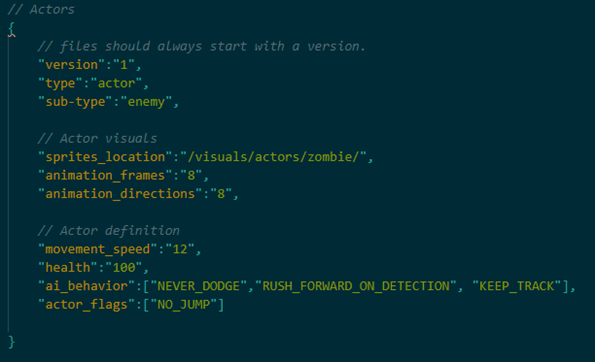 // Actors
{
// files should always start with a version.
"version":"1",
"type":"actor",
"sub-type":"enemy",
// Actor visuals
"sprites_location":"/visuals/actors/zombie/",
"animation_frames":"8",
"animation_directions":"8",
// Actor definition
"movement_speed":"12",
"health":"100",
"ai_behavior":["NEVER_DODGE","RUSH_FORWARD_ON_DETECTION", "KEEP_TRACK"],
"actor_flags":["NO_JUMP"]
}